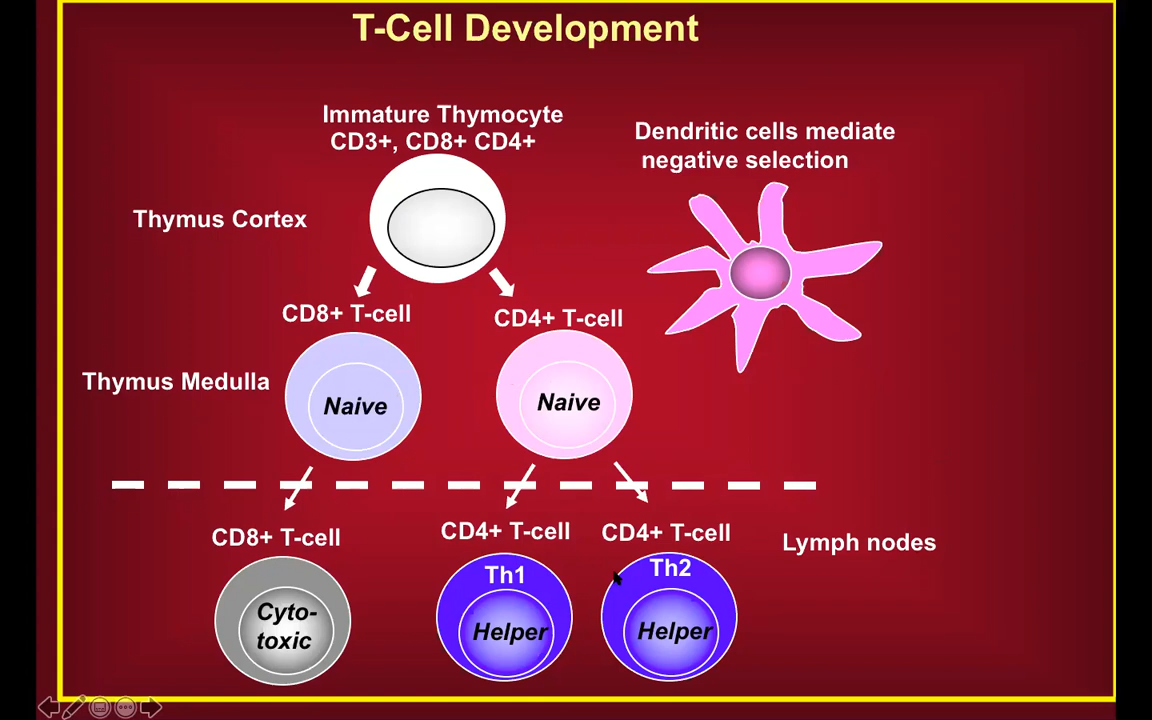 T-Cell Development
Immature Thymocyte
CD3+, CD8+ CD4+
Dendritic cells mediate
negative selection
Thymus Cortex
CD8+ T-cell
CD4+ T-cell
Thymus Medulla
Naive
Naive
CD8+ T-cell
CD4+ T-cell
CD4+ T-cell
Lymph nodes
Th1
Th2
Cyto-
toxic
Helper
Helper